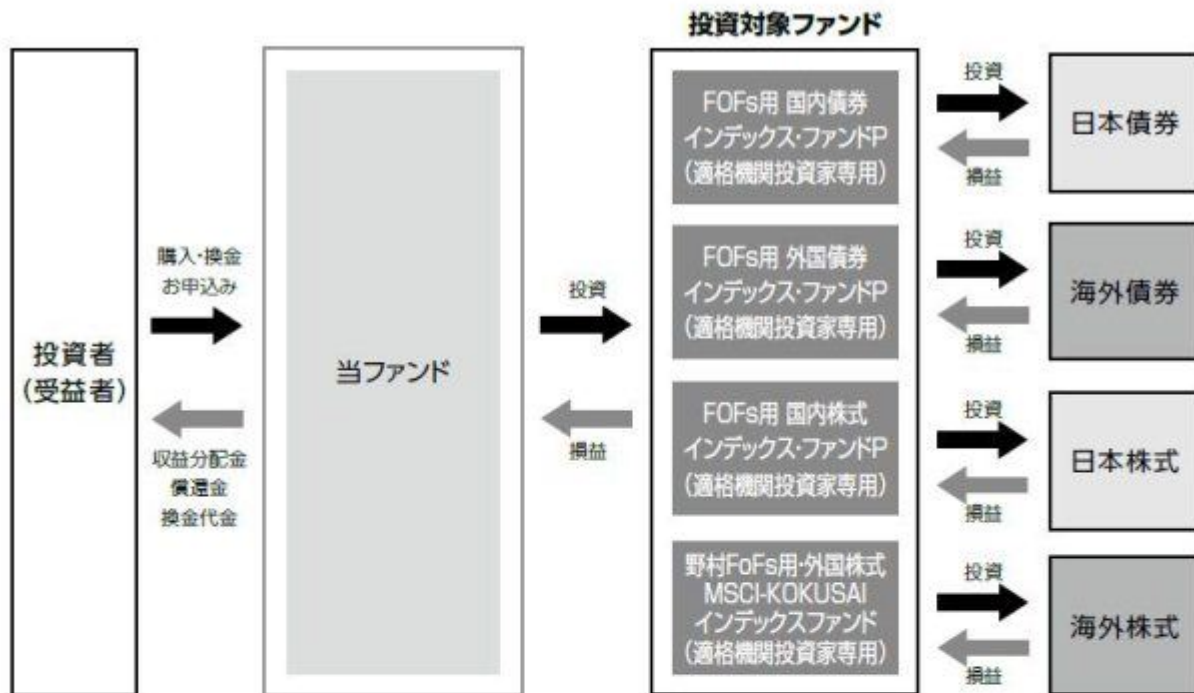 投資対象ファンド
投資者
(受益者)
購入・換金
お申込み
収益分配金
償還金
換金代金
当ファンド
投資
損益
FOFs用 国内債券
インデックス・ファンドP
(適格機関投資家専用)
投資
損益
日本債券
FOFs用 外国債券
インデックス・ファンドP
(適格機関投資家専用)
投資
損益
海外債券
FOFs用 国内株式
インデックス・ファンドP
(適格機関投資家専用)
投資
損益
日本株式
野村FoFs用・外国株式
MSCI-KOKUSAI
インデックスファンド
(適格機関投資家専用)
投資
損益
海外株式